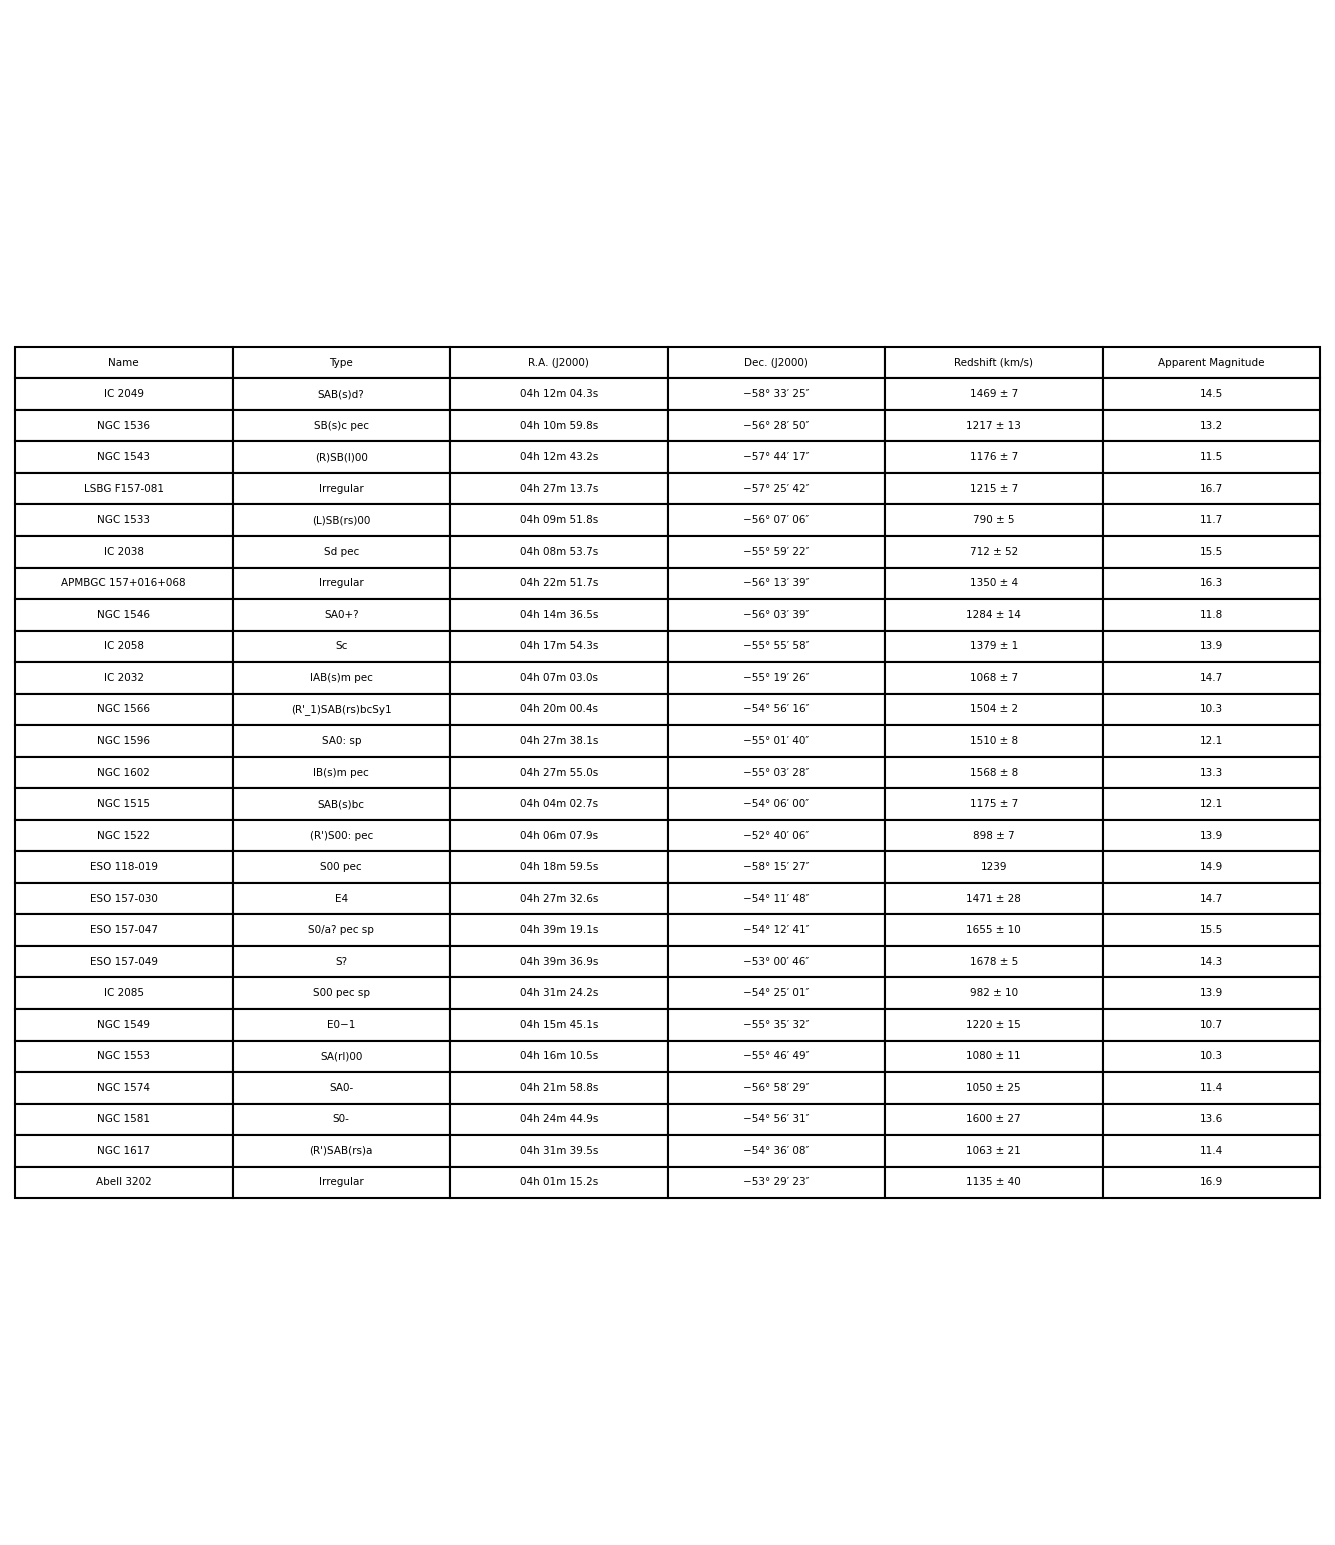 Name Type R.A. (J2000) Dec. (J2000) Redshift (km/s) Apparent Magnitude
IC 2049 SAB(s)d? 04h 12m 04.3s −58° 33′ 25″ 1469 ± 7 14.5
NGC 1536 SB(s)c pec 04h 10m 59.8s −56° 28′ 50″ 1217 ± 13 13.2
NGC 1543 (R)SB(l)00 04h 12m 43.2s −57° 44′ 17″ 1176 ± 7 11.5
LSBG F157-081 Irregular 04h 27m 13.7s −57° 25′ 42″ 1215 ± 7 16.7
NGC 1533 (L)SB(rs)00 04h 09m 51.8s −56° 07′ 06″ 790 ± 5 11.7
IC 2038 Sd pec 04h 08m 53.7s −55° 59′ 22″ 712 ± 52 15.5
APMBGC 157+016+068 Irregular 04h 22m 51.7s −56° 13′ 39″ 1350 ± 4 16.3
NGC 1546 SA0+? 04h 14m 36.5s −56° 03′ 39″ 1284 ± 14 11.8
IC 2058 Sc 04h 17m 54.3s −55° 55′ 58″ 1379 ± 1 13.9
IC 2032 IAB(s)m pec 04h 07m 03.0s −55° 19′ 26″ 1068 ± 7 14.7
NGC 1566 (R'_1)SAB(rs)bcSy1 04h 20m 00.4s −54° 56′ 16″ 1504 ± 2 10.3
NGC 1596 SA0: sp 04h 27m 38.1s −55° 01′ 40″ 1510 ± 8 12.1
NGC 1602 IB(s)m pec 04h 27m 55.0s −55° 03′ 28″ 1568 ± 8 13.3
NGC 1515 SAB(s)bc 04h 04m 02.7s −54° 06′ 00″ 1175 ± 7 12.1
NGC 1522 (R')S00: pec 04h 06m 07.9s −52° 40′ 06″ 898 ± 7 13.9
ESO 118-019 S00 pec 04h 18m 59.5s −58° 15′ 27″ 1239 14.9
ESO 157-030 E4 04h 27m 32.6s −54° 11′ 48″ 1471 ± 28 14.7
ESO 157-047 S0/a? pec sp 04h 39m 19.1s −54° 12′ 41″ 1655 ± 10 15.5
ESO 157-049 S? 04h 39m 36.9s −53° 00′ 46″ 1678 ± 5 14.3
IC 2085 S00 pec sp 04h 31m 24.2s −54° 25′ 01″ 982 ± 10 13.9
NGC 1549 E0−1 04h 15m 45.1s −55° 35′ 32″ 1220 ± 15 10.7
NGC 1553 SA(rl)00 04h 16m 10.5s −55° 46′ 49″ 1080 ± 11 10.3
NGC 1574 SA0- 04h 21m 58.8s −56° 58′ 29″ 1050 ± 25 11.4
NGC 1581 S0- 04h 24m 44.9s −54° 56′ 31″ 1600 ± 27 13.6
NGC 1617 (R')SAB(rs)a 04h 31m 39.5s −54° 36′ 08″ 1063 ± 21 11.4
Abell 3202 Irregular 04h 01m 15.2s −53° 29′ 23″ 1135 ± 40 16.9